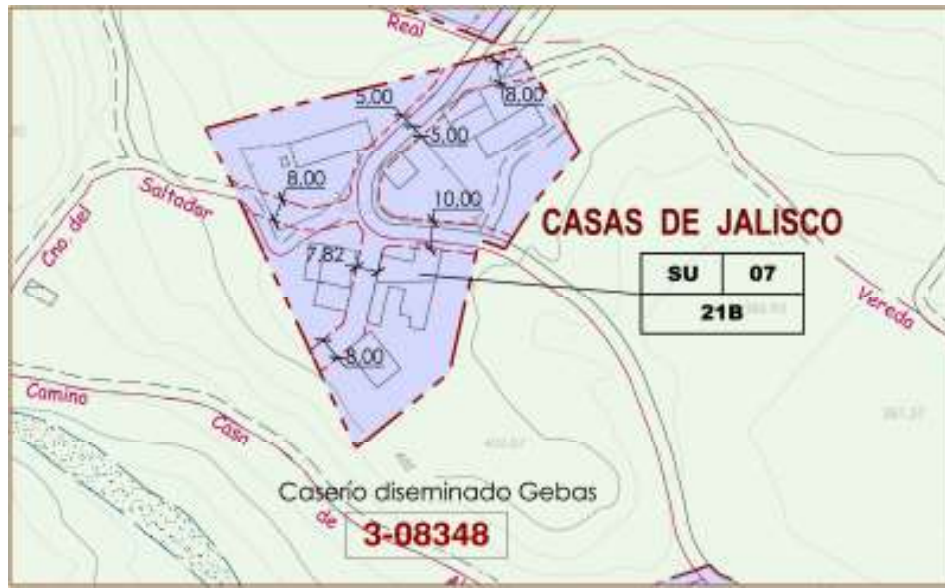 Real
5.00
8.00
5.00
8.00
Saltador
Cno. del
10.00
CASAS DE JALISCO
7.82
SU 07
21B
Vereda
8.00
Camino
Casa
de
Caserío diseminado Gebas
3-08348